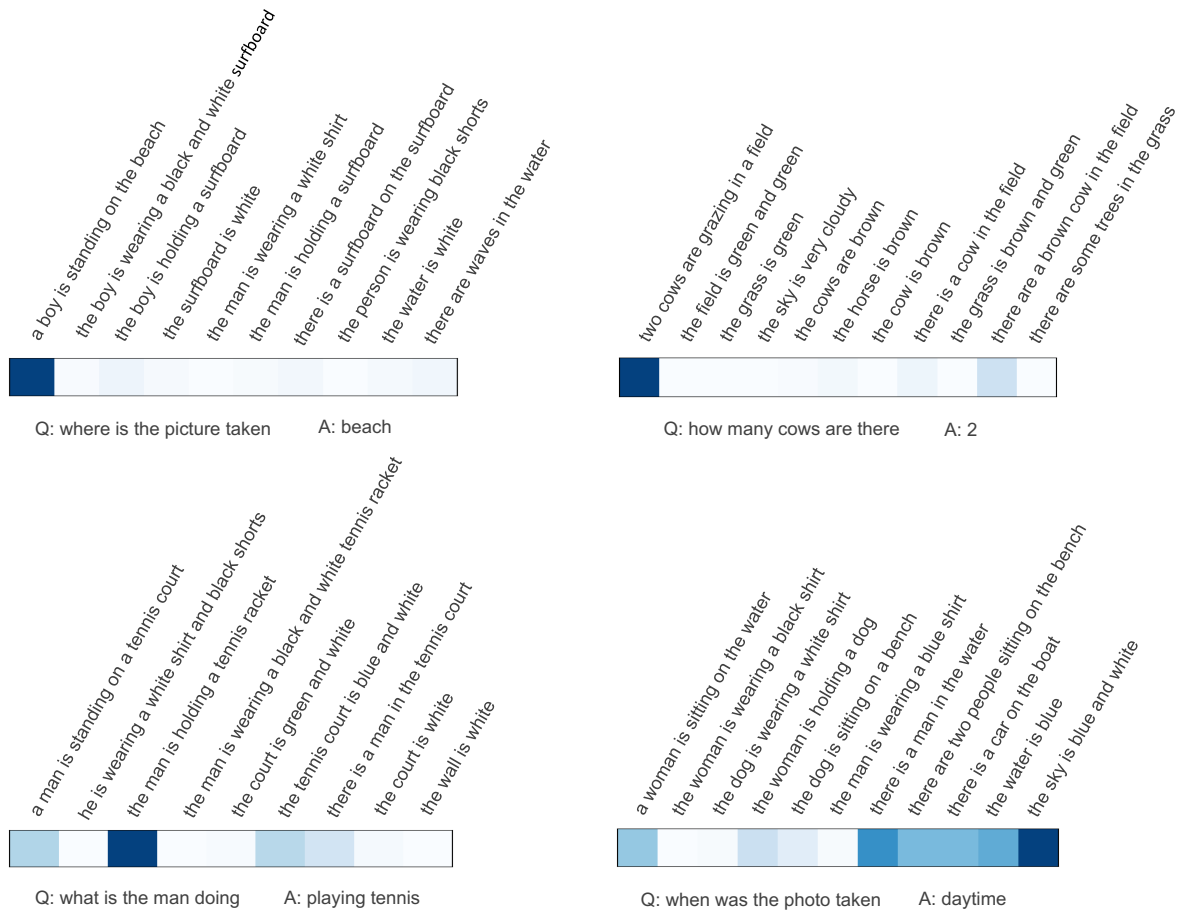 a boy is standing on the beach
the boy is wearing a black and white surfboard
the boy is holding a surfboard
the surfboard is white
the man is wearing a white shirt
the man is holding a surfboard
there is a surfboard on the surfboard
the person is wearing black shorts
the water is white
there are waves in the water
Q: where is the picture taken
A: beach
two cows are grazing in a field
the field is green and green
the grass is green
the sky is very cloudy
the cows are brown
the horse is brown
the cow is brown
there is a cow in the field
the grass is brown and green
there are a brown cow in the field
there are some trees in the grass
Q: how many cows are there
A: 2
a man is standing on a tennis court
he is wearing a white shirt and black shorts
the man is holding a tennis racket
the man is wearing a black and white tennis racket
the court is green and white
the tennis court is blue and white
there is a man in the tennis court
the court is white
the wall is white
Q: what is the man doing
A: playing tennis
a woman is sitting on the water
the woman is wearing a black shirt
the dog is wearing a white shirt
the woman is holding a dog
the dog is sitting on a bench
the man is wearing a blue shirt
there is a man in the water
there are two people sitting on the bench
there is a car on the boat
the water is blue
the sky is blue and white
Q: when was the photo taken
A: daytime